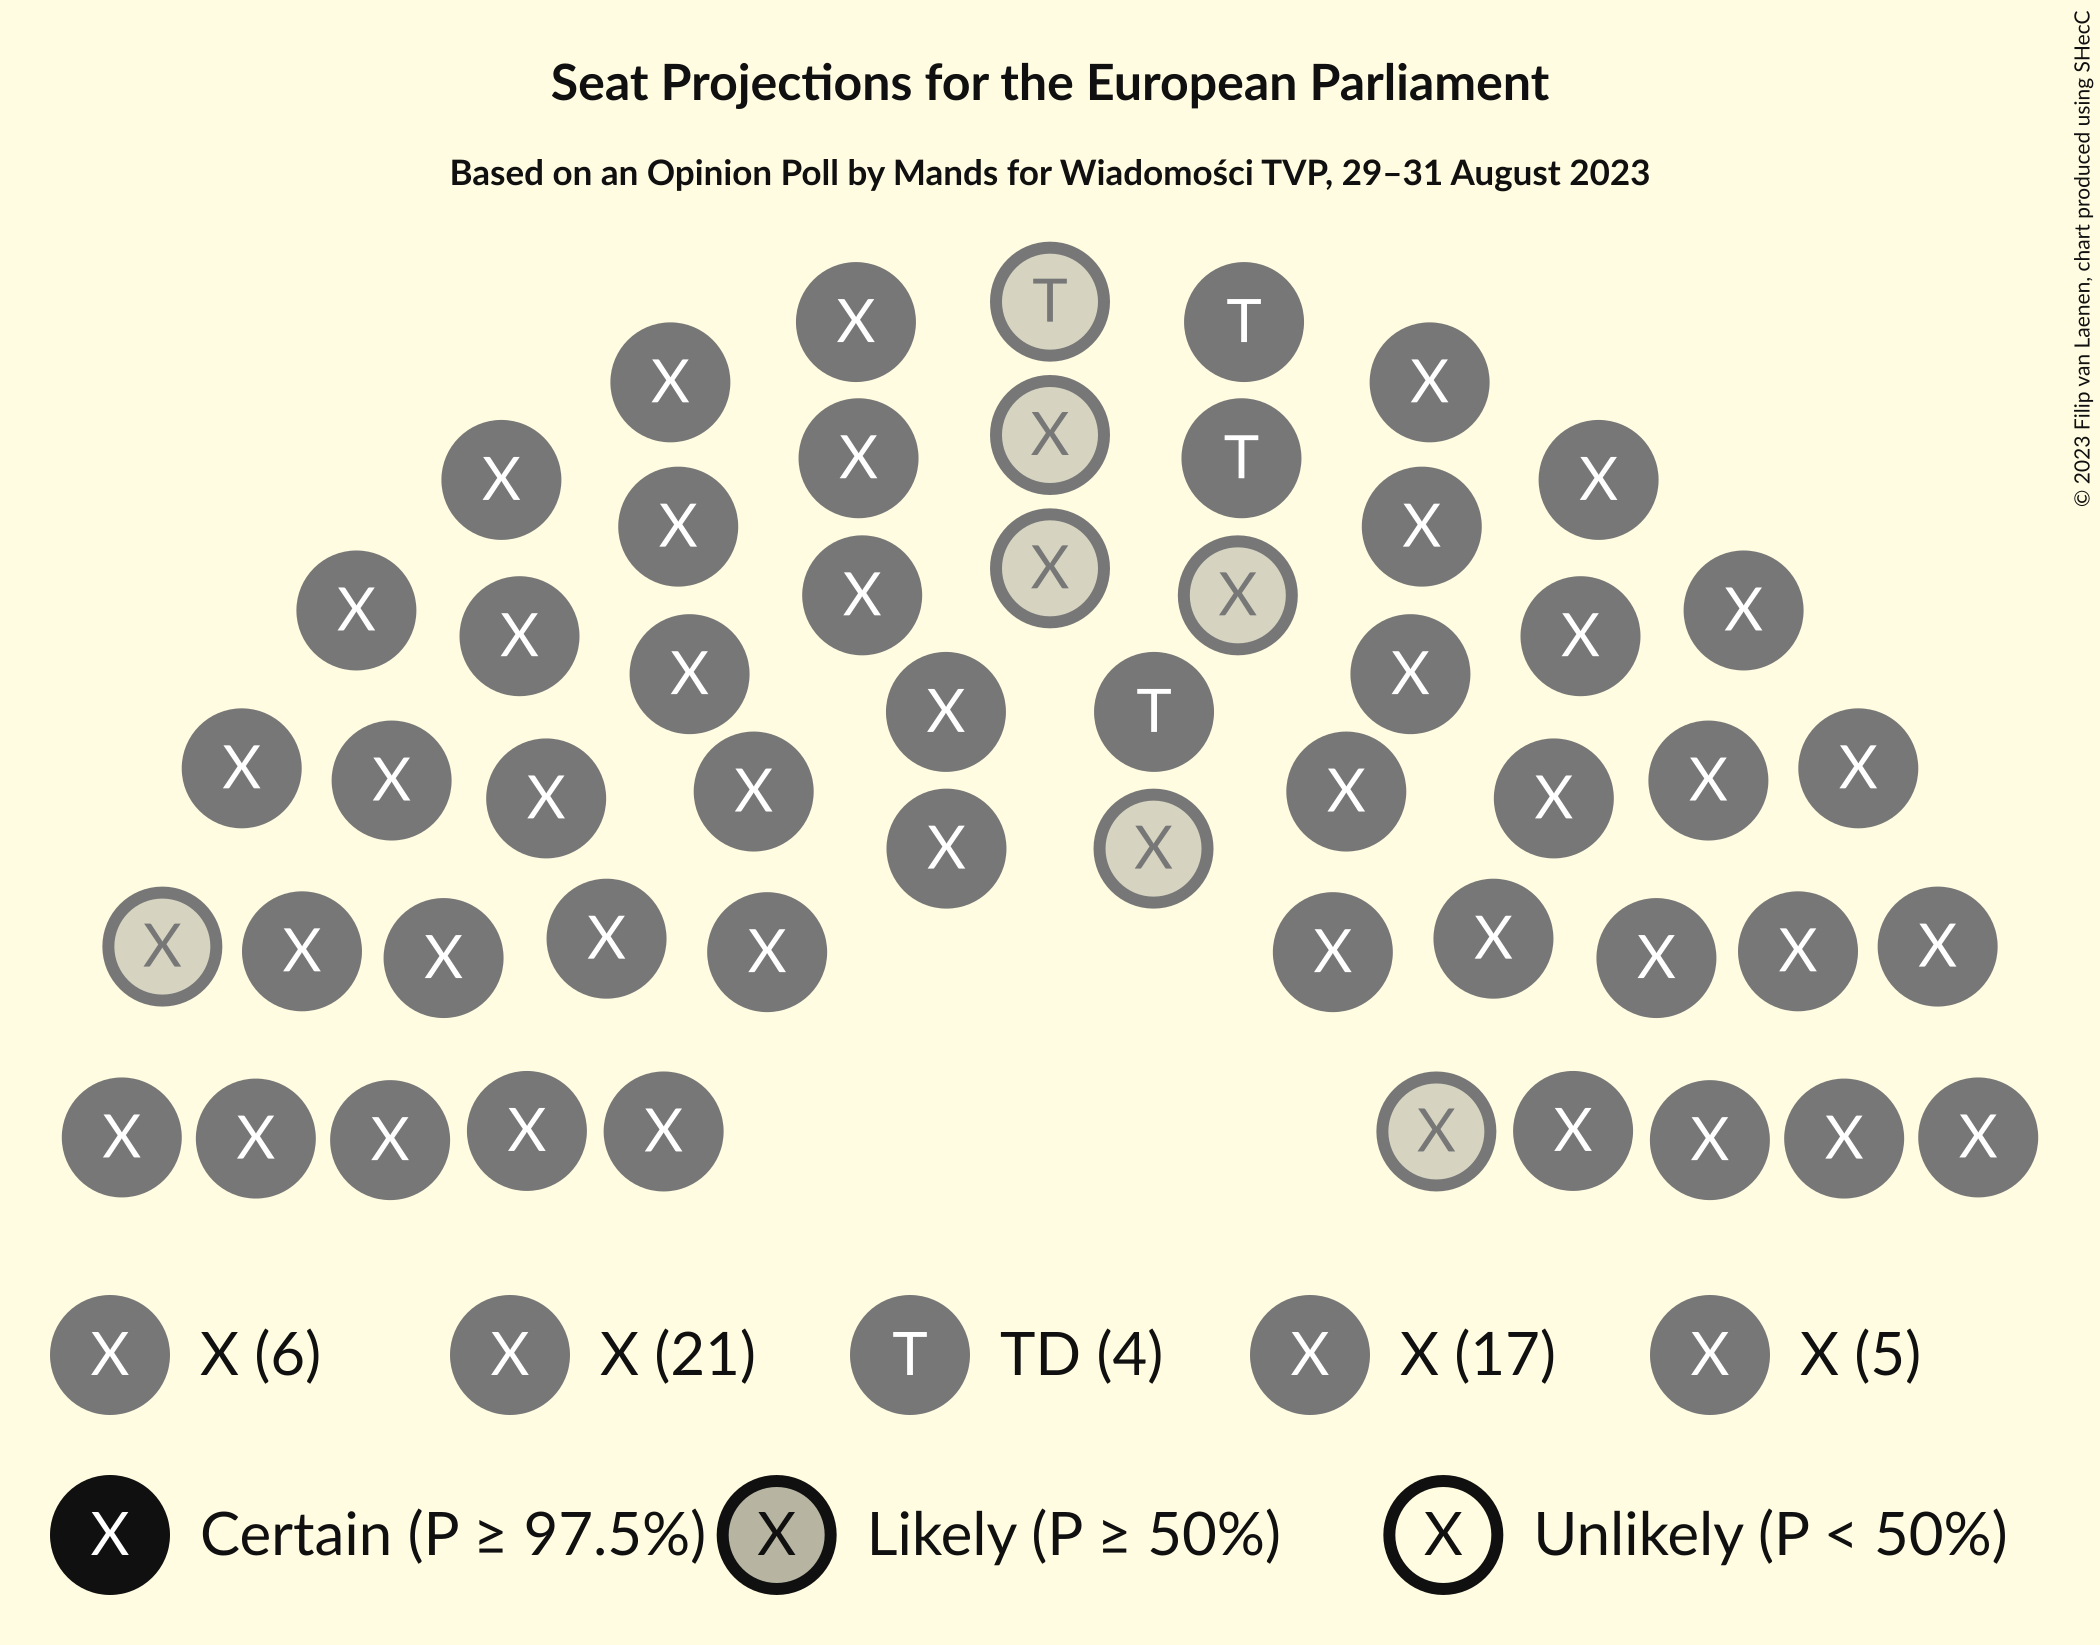 Seat Projections for the European Parliament
Based on an Opinion Poll by Mands for Wiadomości TVP, 29–31 August 2023
© 2023 Filip van Laenen, chart produced using SHecC
X T T
X X
X X T
X X
X X
X X X
X X
X X
X X
X T
X X X X X X X X
X X
X X X X X X X X X X
X X X X X X X X X X
X X (6) X X (21) T TD (4) X X (17) X X (5)
X Certain (P ≥ 97.5%) X Likely (P ≥ 50%) X Unlikely (P < 50%)